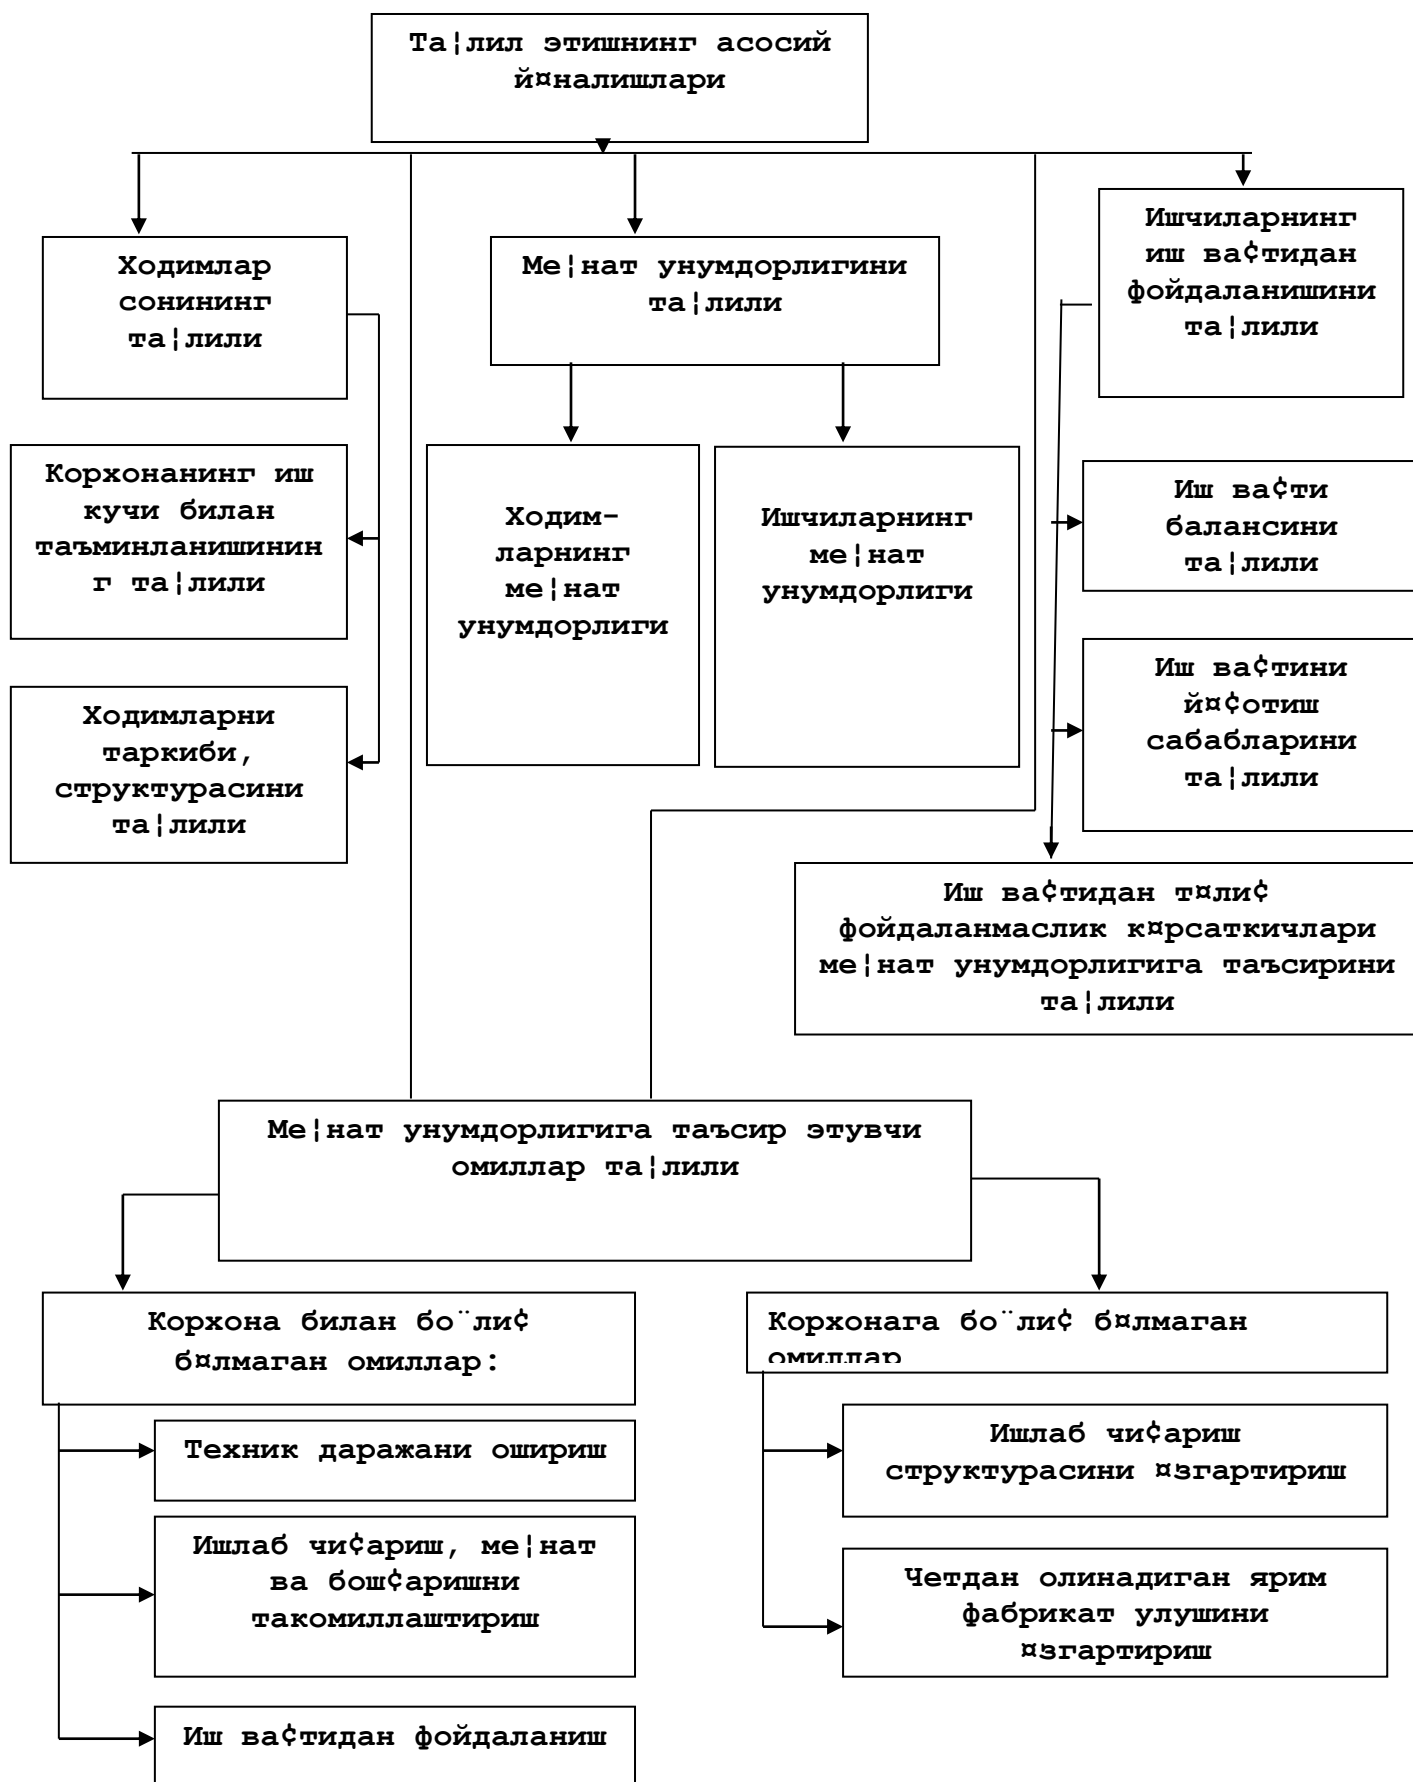 Та¦лил этишнинг асосий
й¤налишлари
Ходимлар
сонининг
та¦лили
Ме¦нат унумдорлигини
та¦лили
Ишчиларнинг
иш ва¢тидан
фойдаланишини
та¦лили
Корхонанинг иш
кучи билан
таъминланишинин
г та¦лили
Ходимларни
таркиби,
структурасини
та¦лили
Ходим-
ларнинг
ме¦нат
унумдорлиги
Ишчиларнинг
ме¦нат
унумдорлиги
Иш ва¢ти
балансини
та¦лили
Иш ва¢тини
й¤¢отиш
сабабларини
та¦лили
Иш ва¢тидан т¤ли¢
фойдаланмаслик к¤рсаткичлари
ме¦нат унумдорлигига таъсирини
та¦лили
Ме¦нат унумдорлигига таъсир этувчи
омиллар та¦лили
Корхона билан бо¨ли¢
б¤лмаган омиллар:
Техник даражани ошириш
Ишлаб чи¢ариш, ме¦нат
ва бош¢аришни
такомиллаштириш
Иш ва¢тидан фойдаланиш
Корхонага бо¨ли¢ б¤лмаган
омиллар
Ишлаб чи¢ариш
структурасини ¤згартириш
Четдан олинадиган ярим
фабрикат улушини
¤згартириш